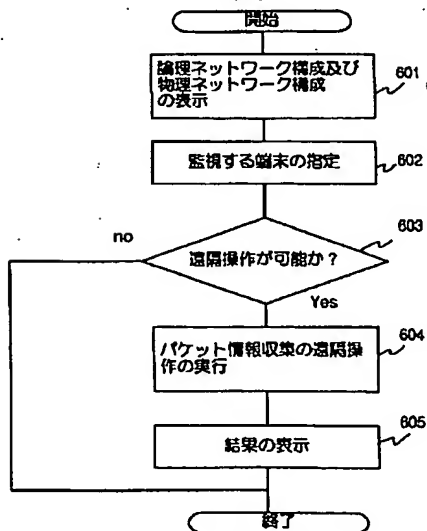 開始
論理ネットワーク構成及び
物理ネットワーク構成
の表示
601
監視する端末の指定
602
603
no
遠隔操作が可能か？
Yes
604
パケット情報収集の遠隔操
作の実行
605
結果の表示
終了